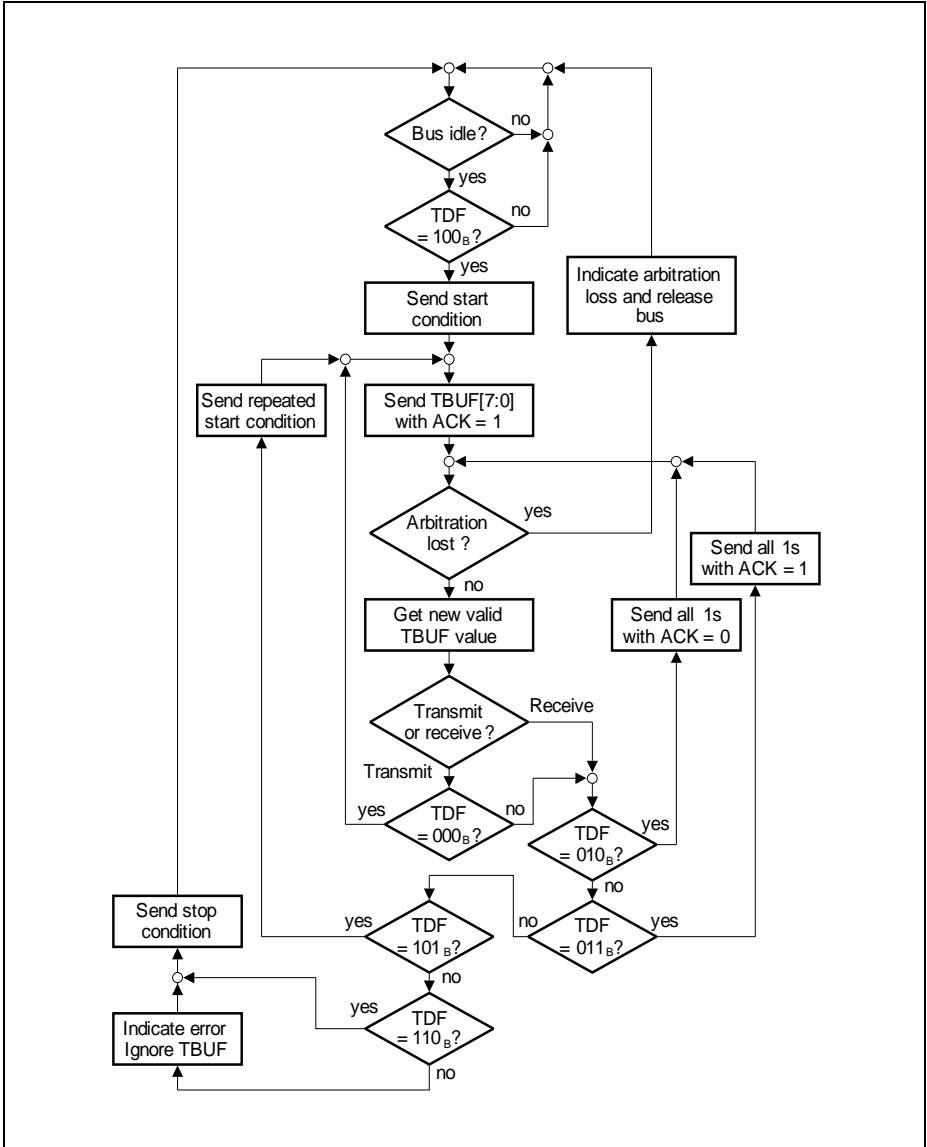 Bus idle?
no
yes
TDF
= 100B?
no
yes
Send start
condition
Indicate arbitration
loss and release
bus
Send repeated
start condition
Send TBUF[7:0]
with ACK = 1
Arbitration
lost ?
yes
no
Send all 1s
with ACK = 1
Get new valid
TBUF value
Send all 1s
with ACK = 0
Transmit
or receive ?
Receive
Transmit
yes
TDF
= 000B?
no
TDF
= 010B?
yes
no
Send stop
condition
yes
TDF
= 101B?
no
TDF
= 011B?
yes
no
Indicate error
Ignore TBUF
yes
TDF
= 110B?
no